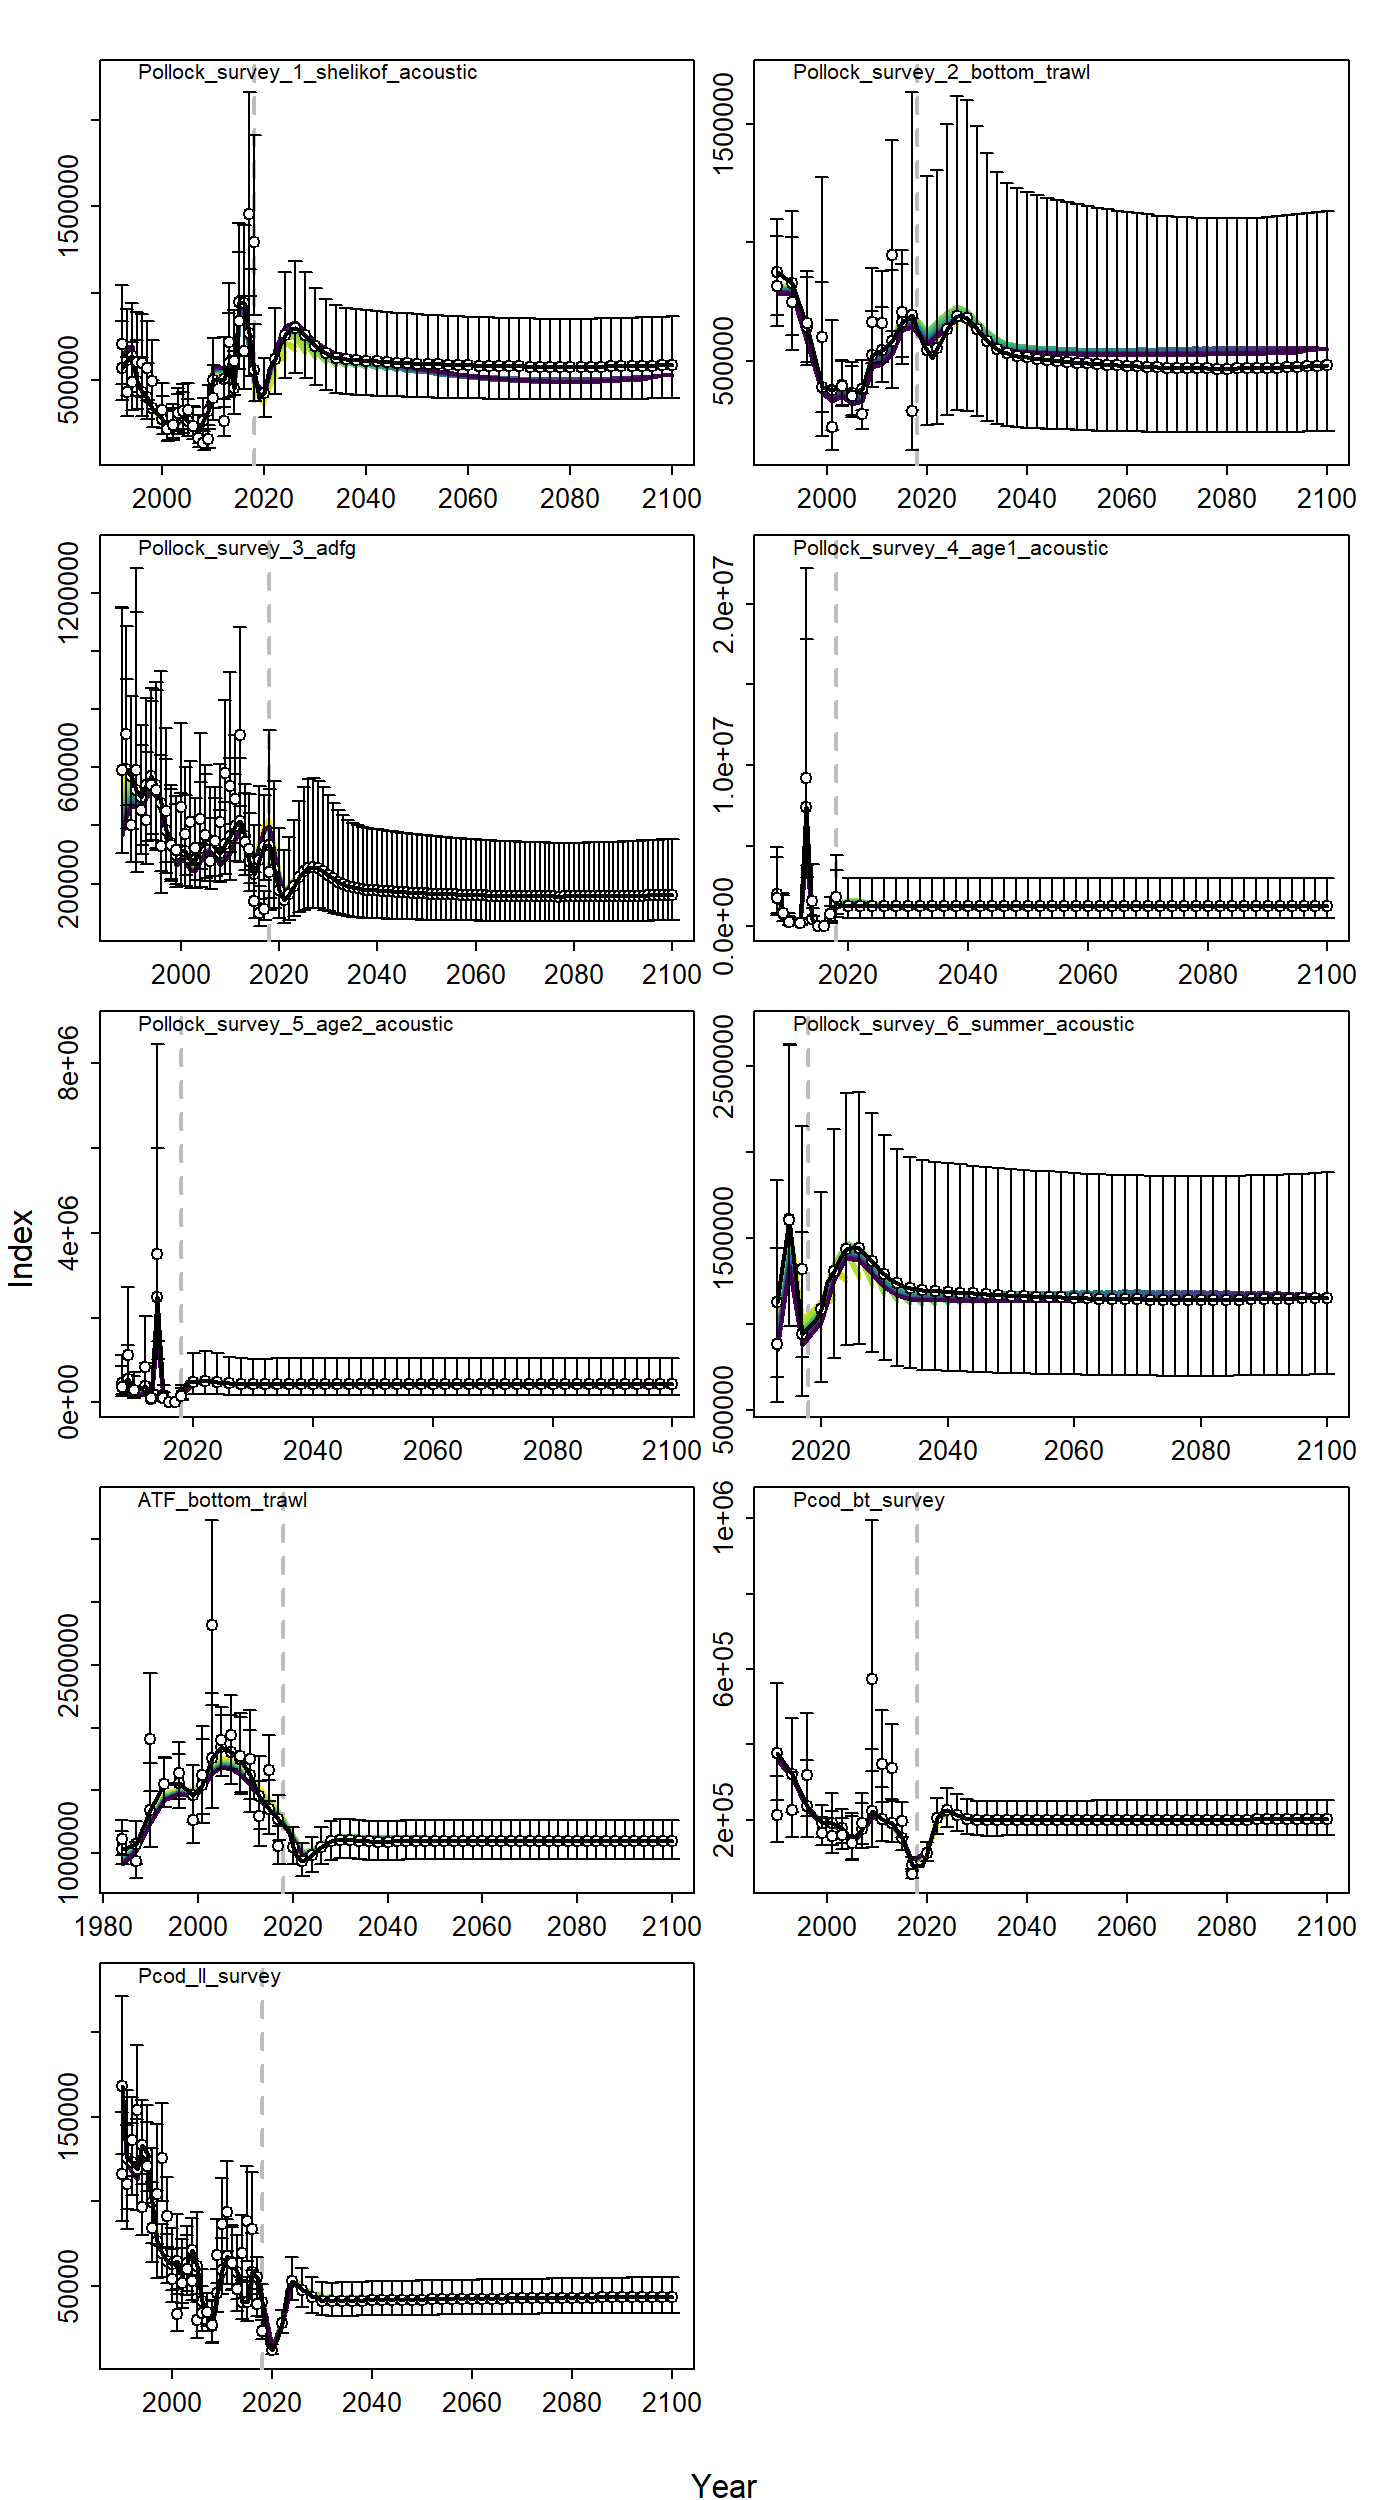 Pollock_survey_1_shelikof_acoustic
500000 1500000
2000 2020 2040 2060 2080 2100
Pollock_survey_2_bottom_trawl
500000 1500000
2000 2020 2040 2060 2080 2100
Pollock_survey_3_adfg
200000 600000 1200000
2000 2020 2040 2060 2080 2100
Pollock_survey_4_age1_acoustic
0.0e+00 1.0e+07 2.0e+07
2020 2040 2060 2080 2100
Pollock_survey_5_age2_acoustic
0e+00 4e+06 8e+06
2020 2040 2060 2080 2100
Pollock_survey_6_summer_acoustic
500000 1500000 2500000
2020 2040 2060 2080 2100
ATF_bottom_trawl
1000000 2500000
1980 2000 2020 2040 2060 2080 2100
Pcod_bt_survey
2e+05 6e+05 1e+06
2000 2020 2040 2060 2080 2100
Pcod_ll_survey
50000 150000
2000 2020 2040 2060 2080 2100
Index
Year